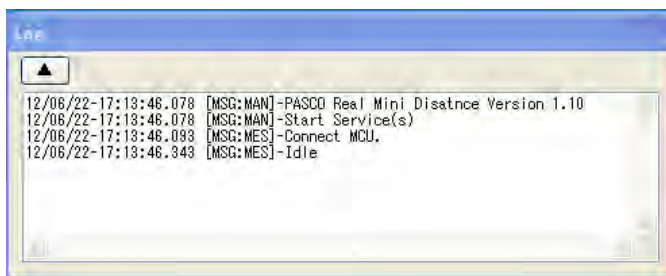 Log
12/06/22-17:13:46.078 [MSG:MAN]-PASCO Real Mini Disatnce Version 1.10
12/06/22-17:13:46.078 [MSG:MAN]-Start Service(s)
12/06/22-17:13:46.093 [MSG:MES]-Connect MCU.
12/06/22-17:13:46.343 [MSG:MES]-Idle